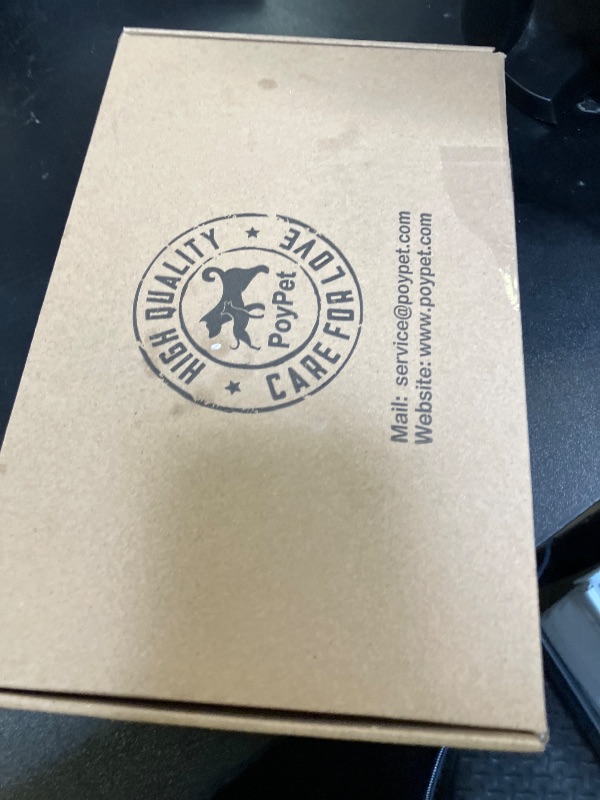 HIGH QUALITY
PoyPet
CARE FOR LOVE
Mail: service@poypet.com
Website: www.poypet.com